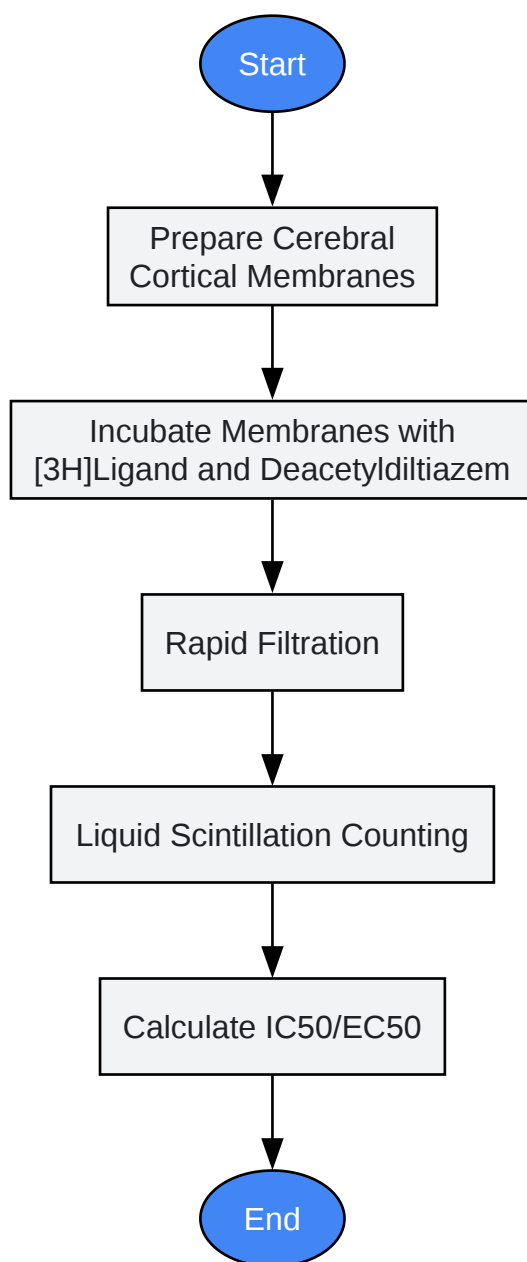 Start
Prepare Cerebral
Cortical Membranes
Incubate Membranes with
[3H]Ligand and Deacetyldiltiazem
Rapid Filtration
Liquid Scintillation Counting
Calculate IC50/EC50
End